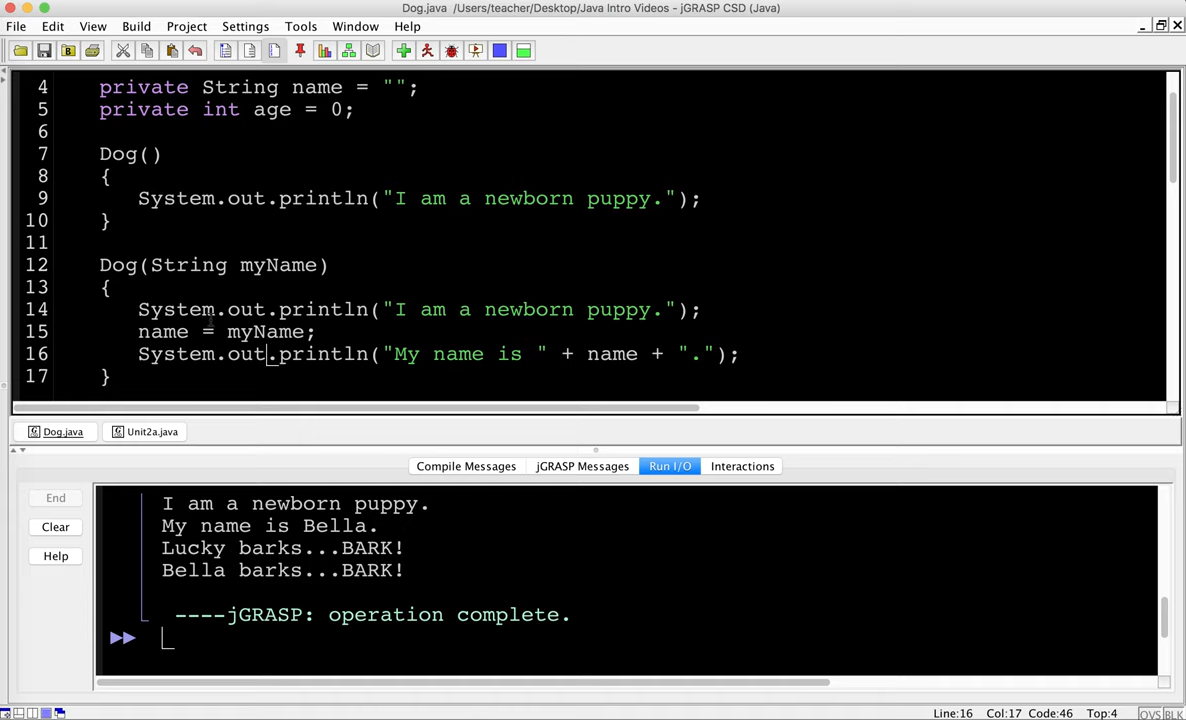 Dog.java  /Users/teacher/Desktop/Java Intro Videos - jGRASP CSD (Java)
File Edit View Build Project Settings Tools Window Help
4 private String name = "";
5 private int age = 0;
6
7 Dog()
8 {
9 System.out.println("I am a newborn puppy.");
10 }
11
12 Dog(String myName)
13 {
14 System.out.println("I am a newborn puppy.");
15 name = myName;
16 System.out.println("My name is " + name + ".");
17 }
Dog.java Unit2a.java
Compile Messages jGRASP Messages Run I/O Interactions
End
Clear
Help
I am a newborn puppy.
My name is Bella.
Lucky barks...BARK!
Bella barks...BARK!
----jGRASP: operation complete.
Line:16 Col:17 Code:46 Top:4 OVS BLK